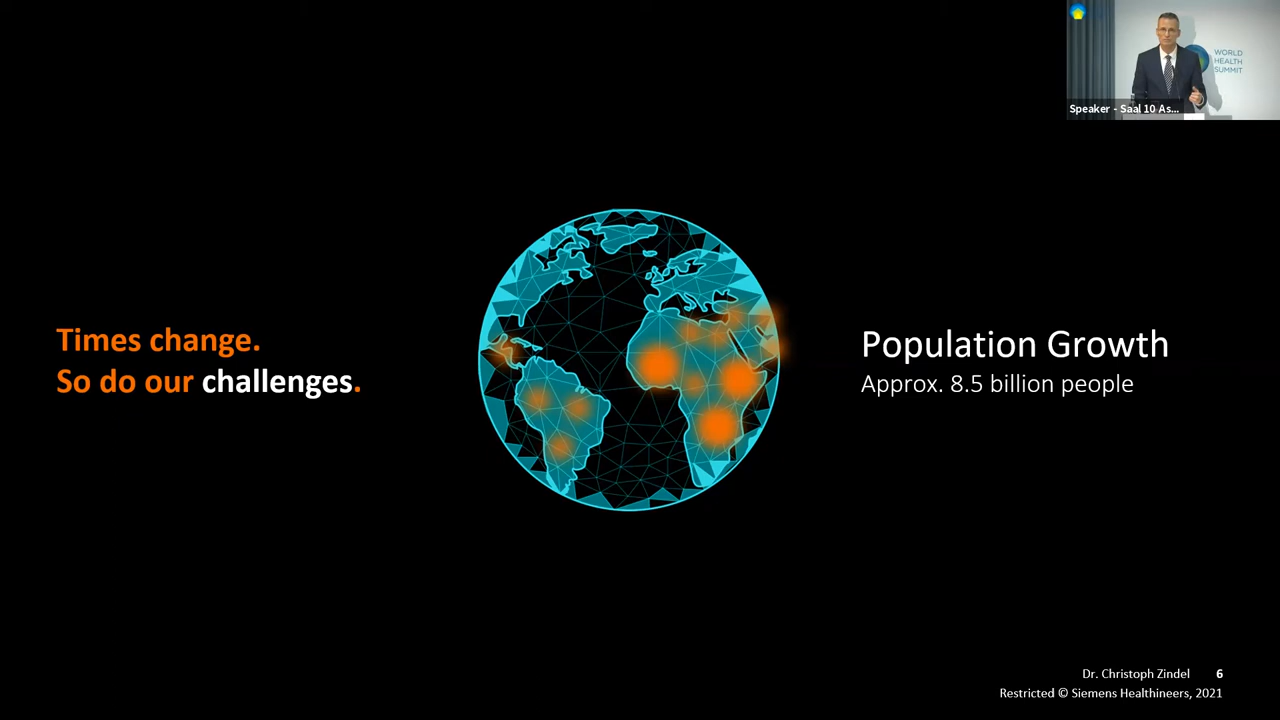 WORLD
HEALTH
SUMMIT
Speaker - Saal 10 As...
Times change.
So do our challenges.
Population Growth
Approx. 8.5 billion people
Dr. Christoph Zindel 6
Restricted © Siemens Healthineers, 2021